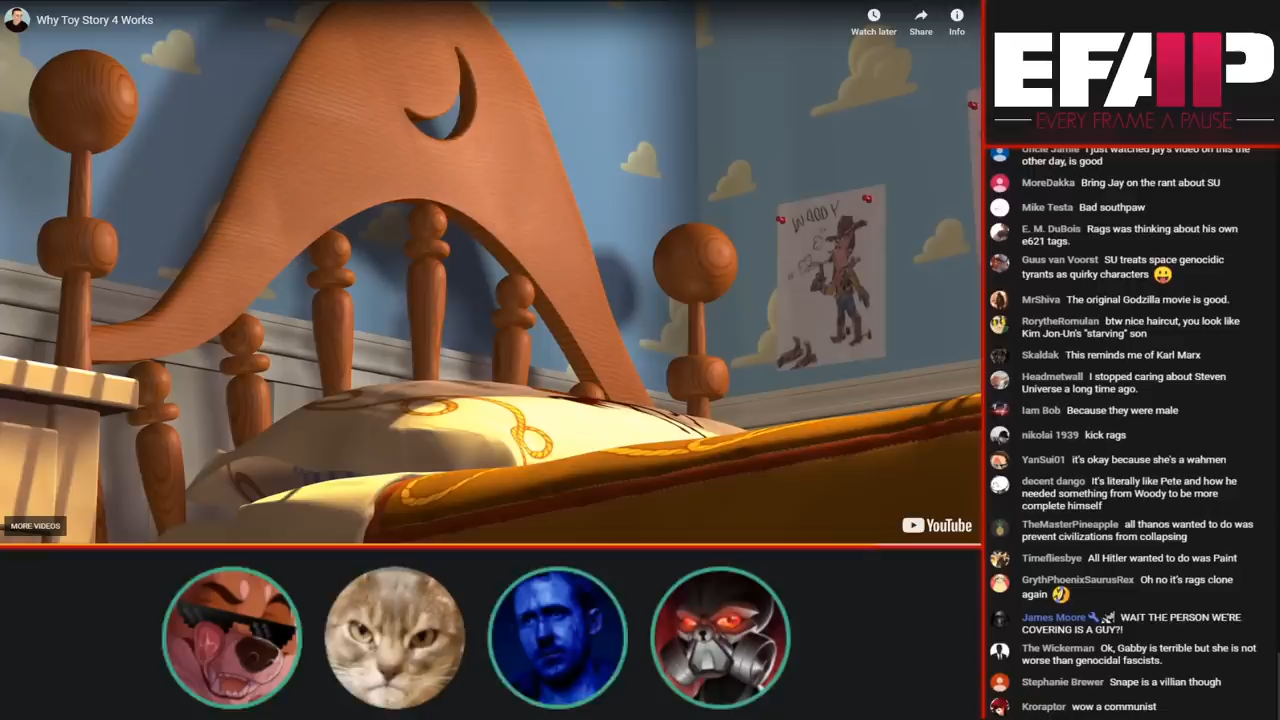 Why Toy Story 4 Works
Watch later
Share
Info
WOODY
MORE VIDEOS
YouTube
EFAP
EVERY FRAME A PAUSE
Uncle Jamie I just watched jay's video on this the
other day, is good
MoreDakka Bring Jay on the rant about SU
Mike Testa Bad southpaw
E. M. DuBois Rags was thinking about his own
e621 tags.
Guus van Voorst SU treats space genocidic
tyrants as quirky characters 😛
MrShiva The original Godzilla movie is good.
RorytheRomulan btw nice haircut, you look like
Kim Jon-Un's "starving" son
Skaldak This reminds me of Karl Marx
Headmetwall I stopped caring about Steven
Universe a long time ago.
Iam Bob Because they were male
nikolai 1939 kick rags
YanSui01 it's okay because she's a wahmen
decent dango It's literally like Pete and how he
needed something from Woody to be more
complete himself
TheMasterPineapple all thanos wanted to do was
prevent civilizations from collapsing
Timefliesbye All Hitler wanted to do was Paint
GrythPhoenixSaurusRex Oh no it's rags clone
again 🤣
James Moore WAIT THE PERSON WE'RE
COVERING IS A GUY?!
The Wickerman Ok, Gabby is terrible but she is not
worse than genocidal fascists.
Stephanie Brewer Snape is a villian though
Kroraptor wow a communist